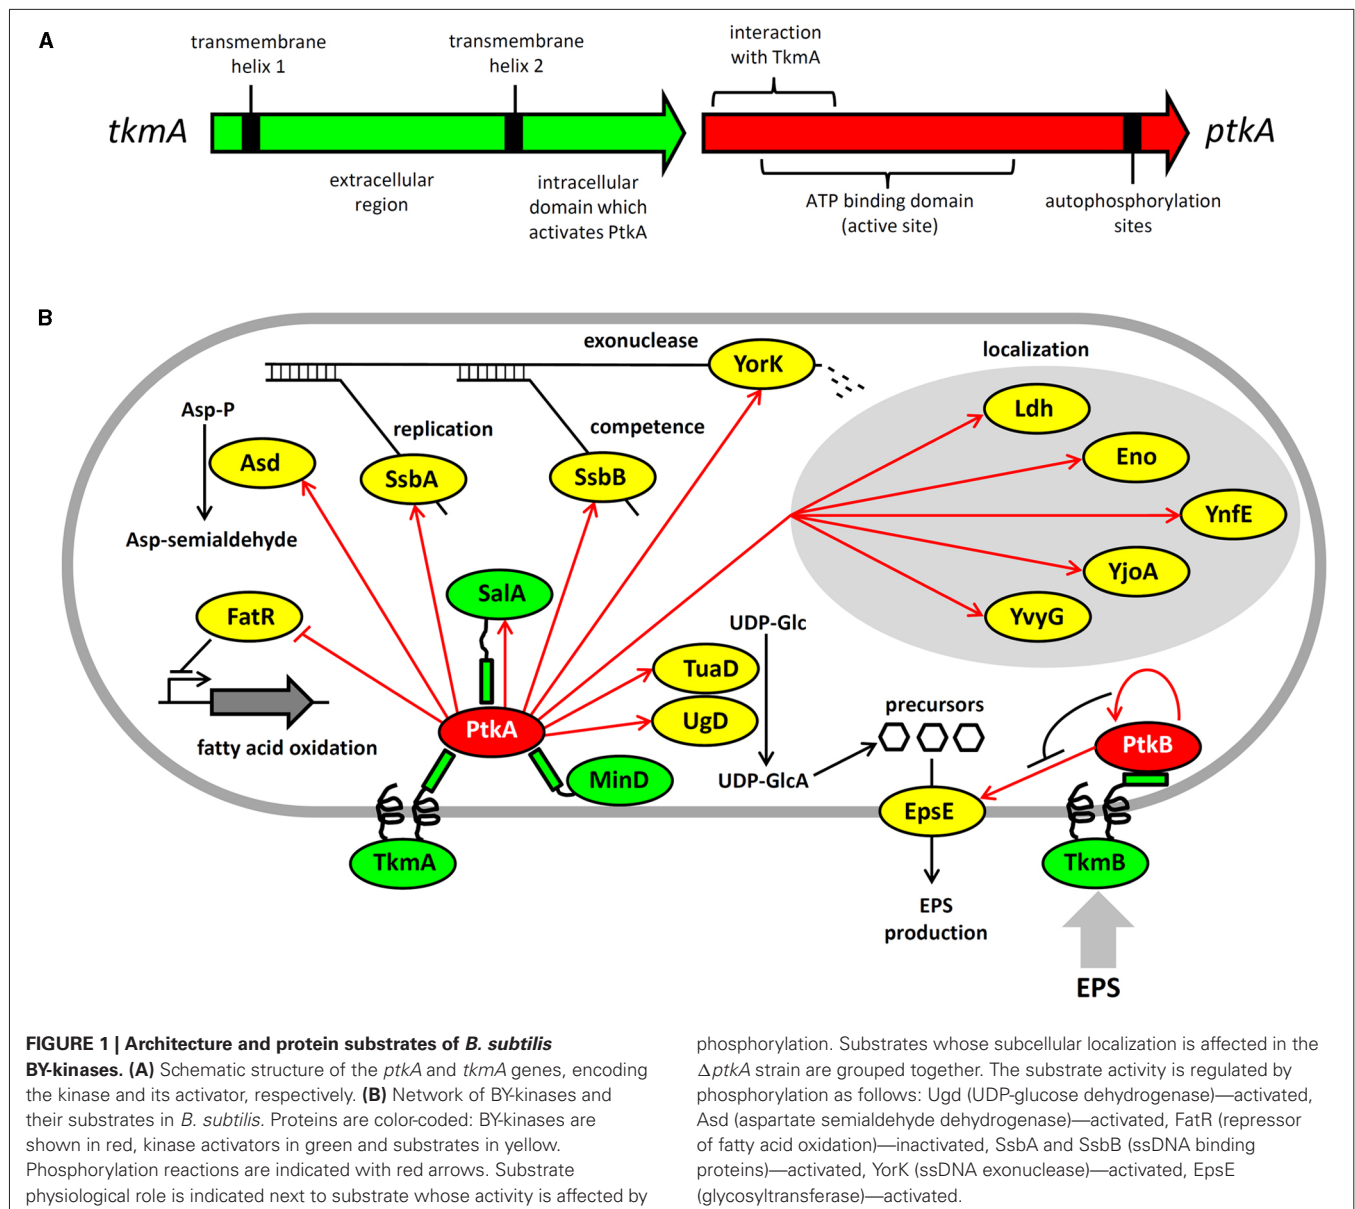 A
transmembrane
helix 1
transmembrane
helix 2
interaction
with TkmA
tkmA
ptkA
extracellular
region
intracellular
domain which
activates PtkA
ATP binding domain
(active site)
autophosphorylation
sites
B
exonuclease
YorK
localization
Asp-P
replication
competence
Ldh
Asd
SsbA
SsbB
Eno
Asp-semialdehyde
YnfE
SalA
YjoA
FatR
UDP-Glc
YvyG
TuaD
UgD
PtkA
precursors
PtkB
fatty acid oxidation
MinD
UDP-GlcA
EpsE
TkmA
TkmB
EPS
production
EPS
FIGURE 1 | Architecture and protein substrates of B. subtilis
BY-kinases. (A) Schematic structure of the ptkA and tkmA genes, encoding
the kinase and its activator, respectively. (B) Network of BY-kinases and
their substrates in B. subtilis. Proteins are color-coded: BY-kinases are
shown in red, kinase activators in green and substrates in yellow.
Phosphorylation reactions are indicated with red arrows. Substrate
physiological role is indicated next to substrate whose activity is affected by
phosphorylation. Substrates whose subcellular localization is affected in the
ΔptkA strain are grouped together. The substrate activity is regulated by
phosphorylation as follows: Ugd (UDP-glucose dehydrogenase)—activated,
Asd (aspartate semialdehyde dehydrogenase)—activated, FatR (repressor
of fatty acid oxidation)—inactivated, SsbA and SsbB (ssDNA binding
proteins)—activated, YorK (ssDNA exonuclease)—activated, EpsE
(glycosyltransferase)—activated.